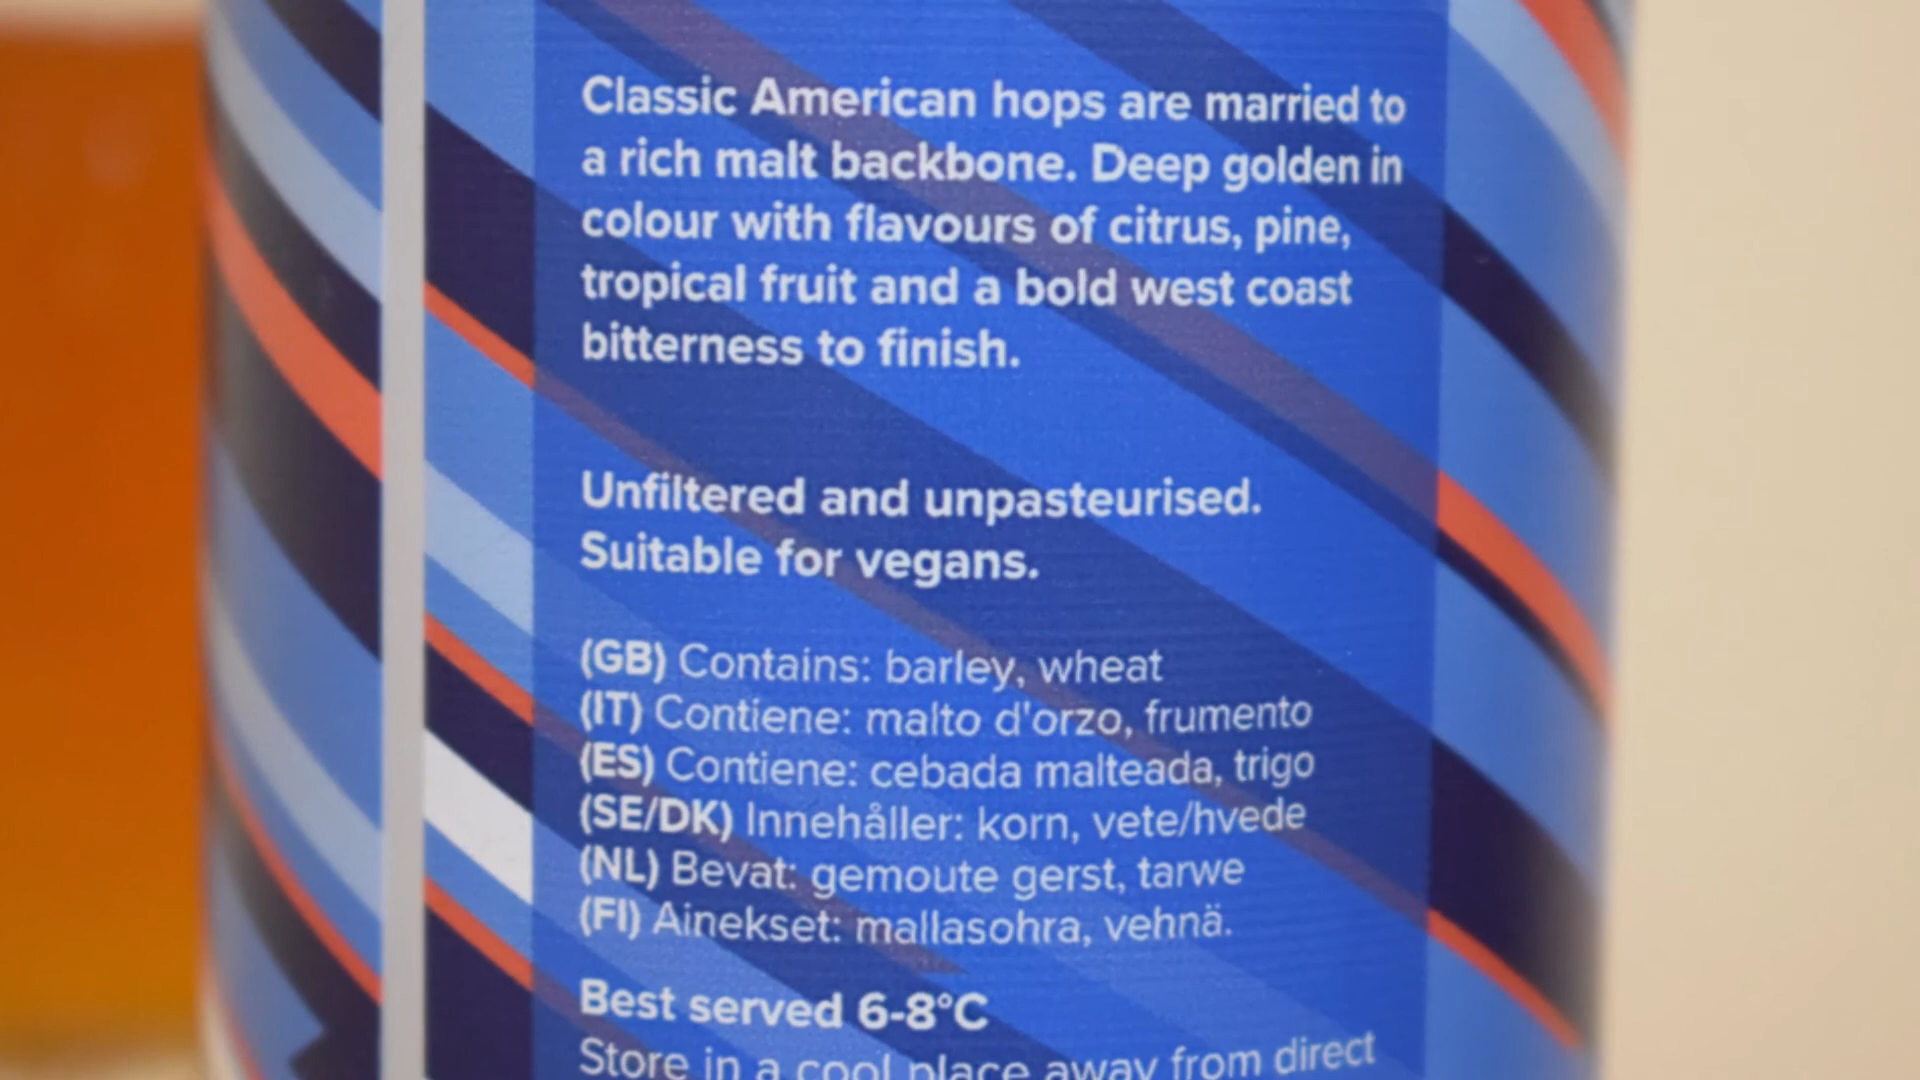 Classic American hops are married to
a rich malt backbone. Deep golden in
colour with flavours of citrus, pine,
tropical fruit and a bold west coast
bitterness to finish.
Unfiltered and unpasteurised.
Suitable for vegans.
(GB) Contains: barley, wheat
(IT) Contiene: malto d'orzo, frumento
(ES) Contiene: cebada malteada, trigo
(SE/DK) Innehåller: korn, vete/hvede
(NL) Bevat: gemoute gerst, tarwe
(FI) Ainekset: mallasohra, vehnä.
Best served 6-8°C
Store in a cool place away from direct